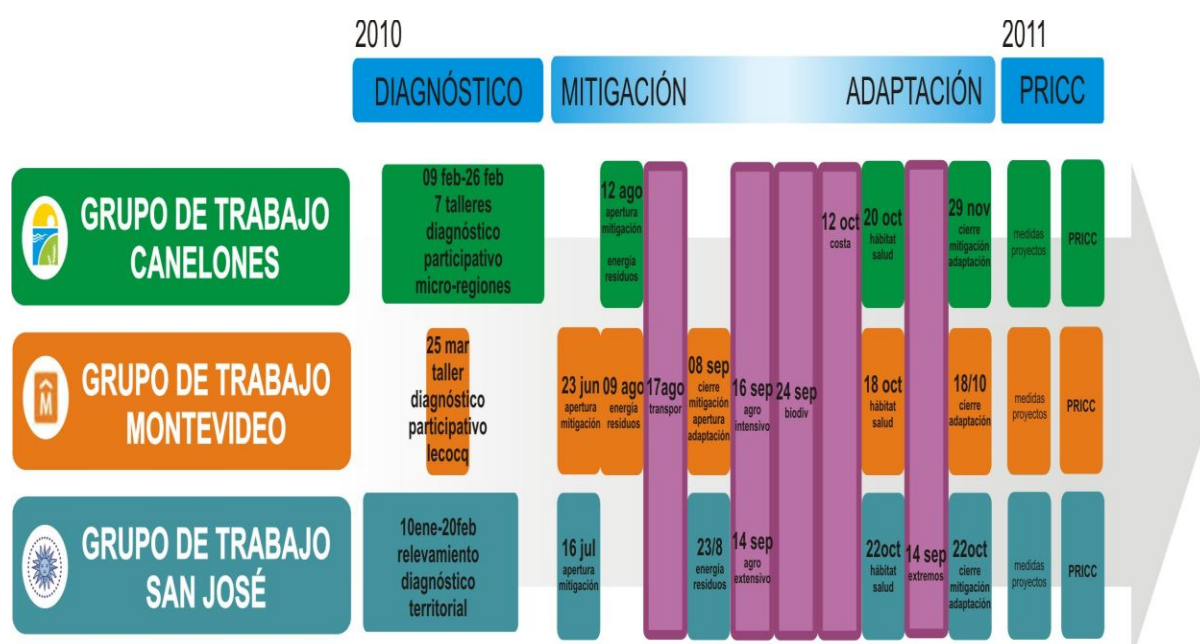 2010
2011
DIAGNÓSTICO
MITIGACIÓN
ADAPTACIÓN
PRICC
GRUPO DE TRABAJO
CANELONES
09 feb-26 feb
7 talleres
diagnóstico
participativo
micro-regiones
12 ago
apertura
mitigación
energía
residuos
12 oct
costa
20 oct
hábitat
salud
29 nov
cierre
mitigación
adaptación
medidas
proyectos
PRICC
GRUPO DE TRABAJO
MONTEVIDEO
M
25 mar
taller
diagnóstico
participativo
lecocq
23 jun
apertura
mitigación
09 ago
energía
residuos
17ago
transpor
08 sep
cierre
mitigación
apertura
adaptación
16 sep
agro
intensivo
24 sep
biodiv
18 oct
hábitat
salud
18/10
cierre
adaptación
medidas
proyectos
PRICC
GRUPO DE TRABAJO
SAN JOSÉ
10ene-20feb
relevamiento
diagnóstico
territorial
16 jul
apertura
mitigación
23/8
energía
residuos
14 sep
agro
extensivo
22oct
hábitat
salud
14 sep
extremos
22oct
cierre
mitigación
adaptación
medidas
proyectos
PRICC